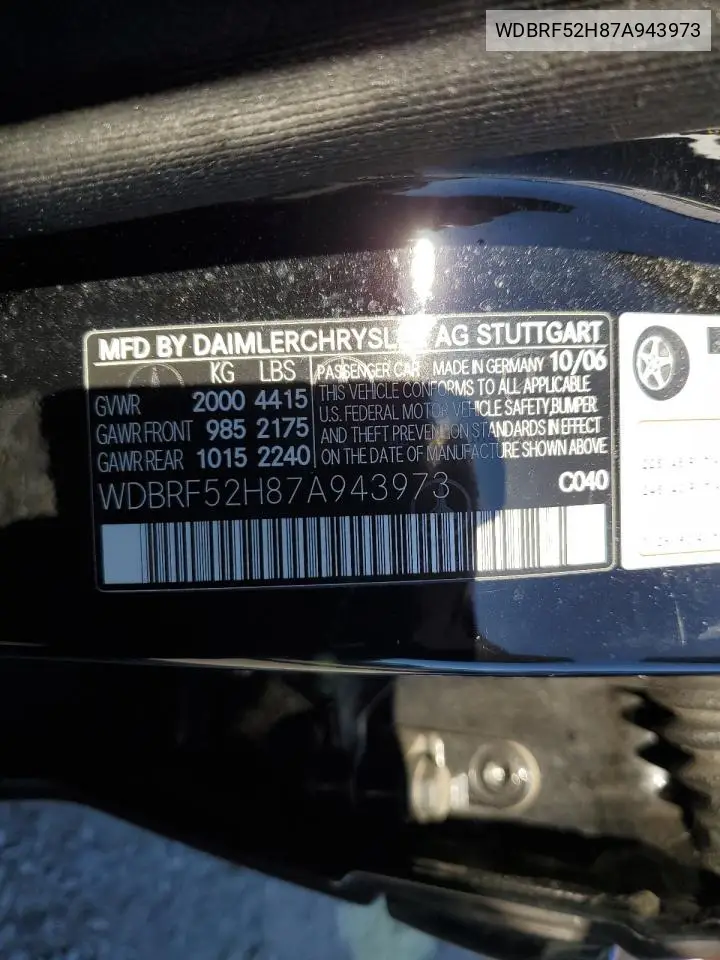 WDBRF52H87A943973
MFD BY DAIMLERCHRYSL AG STUTTGART
KG LBS
GVWR 2000 4415
GAWR FRONT 985 2175
GAWR REAR 1015 2240
PASSENGER CAR MADE IN GERMANY 10/06
THIS VEHICLE CONFORMS TO ALL APPLICABLE
U.S. FEDERAL MOTOR VEHICLE SAFETY, BUMPER
AND THEFT PREVENTION STANDARDS IN EFFECT
ON THE DATE OF MANUFACTURE SHOWN ABOVE
WDBRF52H87A943973 C040